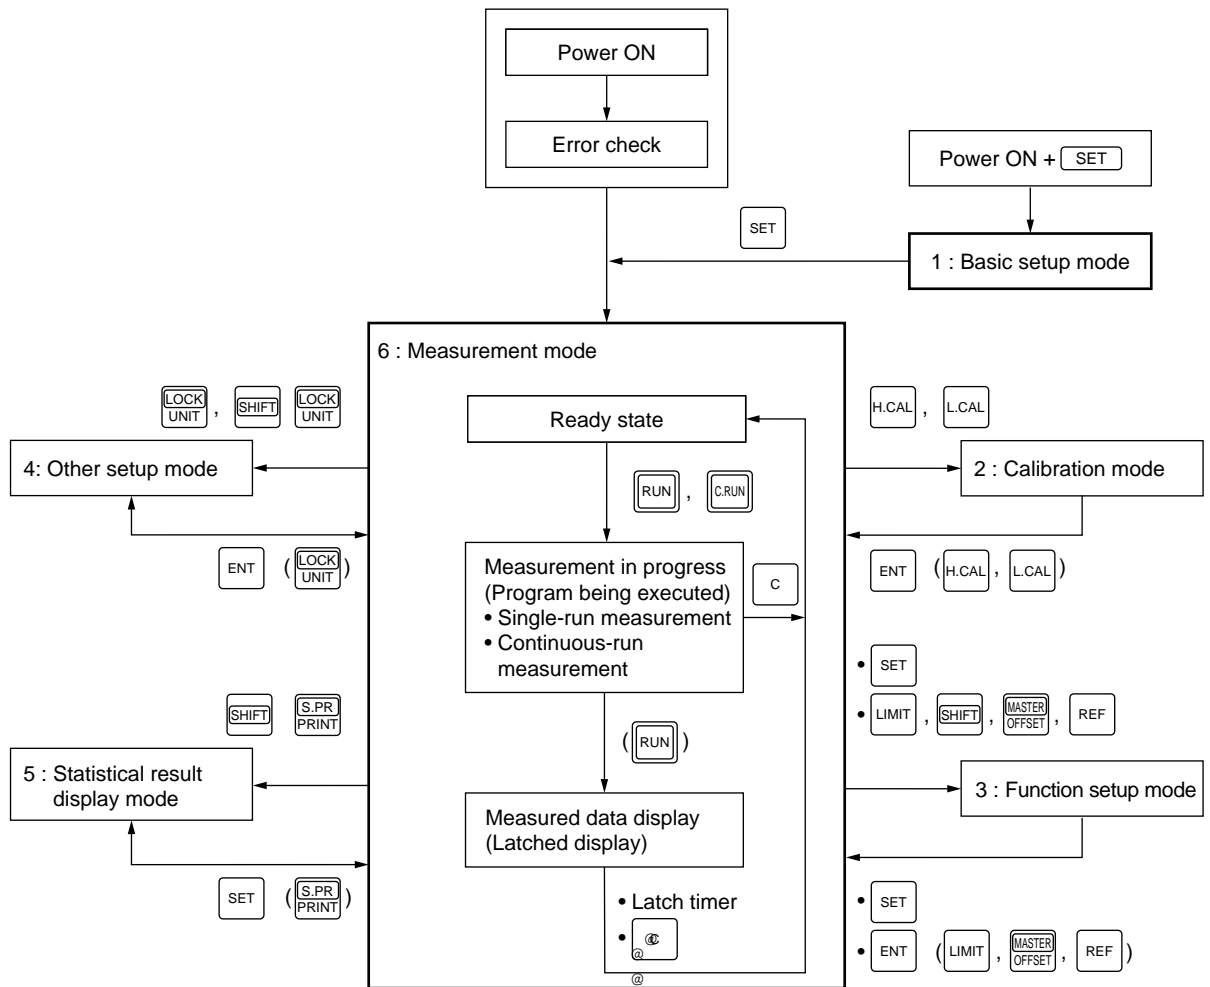 Power ON
Error check
Power ON + SET
SET
1 : Basic setup mode
6 : Measurement mode
LOCK
UNIT , SHIFT LOCK
UNIT
H.CAL , L.CAL
Ready state
4: Other setup mode
2 : Calibration mode
RUN , C.RUN
ENT ( LOCK
UNIT )
Measurement in progress
(Program being executed)
• Single-run measurement
• Continuous-run
measurement
C
ENT ( H.CAL , L.CAL )
• SET
• LIMIT , SHIFT , MASTER
OFFSET , REF
SHIFT S.PR
PRINT
( RUN )
5 : Statistical result
display mode
3 : Function setup mode
Measured data display
(Latched display)
SET ( S.PR
PRINT )
• Latch timer
• @C
@
@
• SET
• ENT ( LIMIT , MASTER
OFFSET , REF )